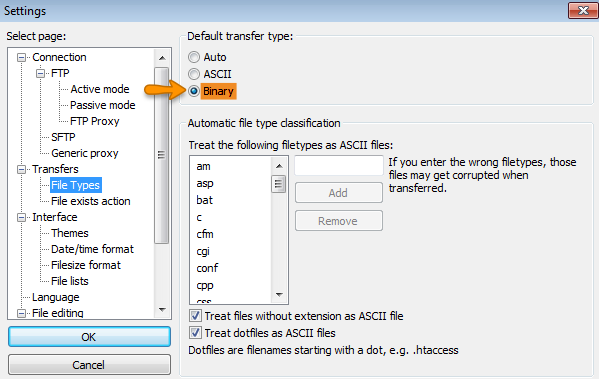 Settings
Select page:
Connection
FTP
Active mode
Passive mode
FTP Proxy
SFTP
Generic proxy
Transfers
File Types
File exists action
Interface
Themes
Date/time format
Filesize format
File lists
Language
File editing
OK
Cancel
Default transfer type:
Auto
ASCII
Binary
Automatic file type classification
Treat the following filetypes as ASCII files:
am
asp
bat
c
cfm
cgi
conf
cpp
css
Add
Remove
If you enter the wrong filetypes, those
files may get corrupted when
transferred.
Treat files without extension as ASCII file
Treat dotfiles as ASCII files
Dotfiles are filenames starting with a dot, e.g. .htaccess